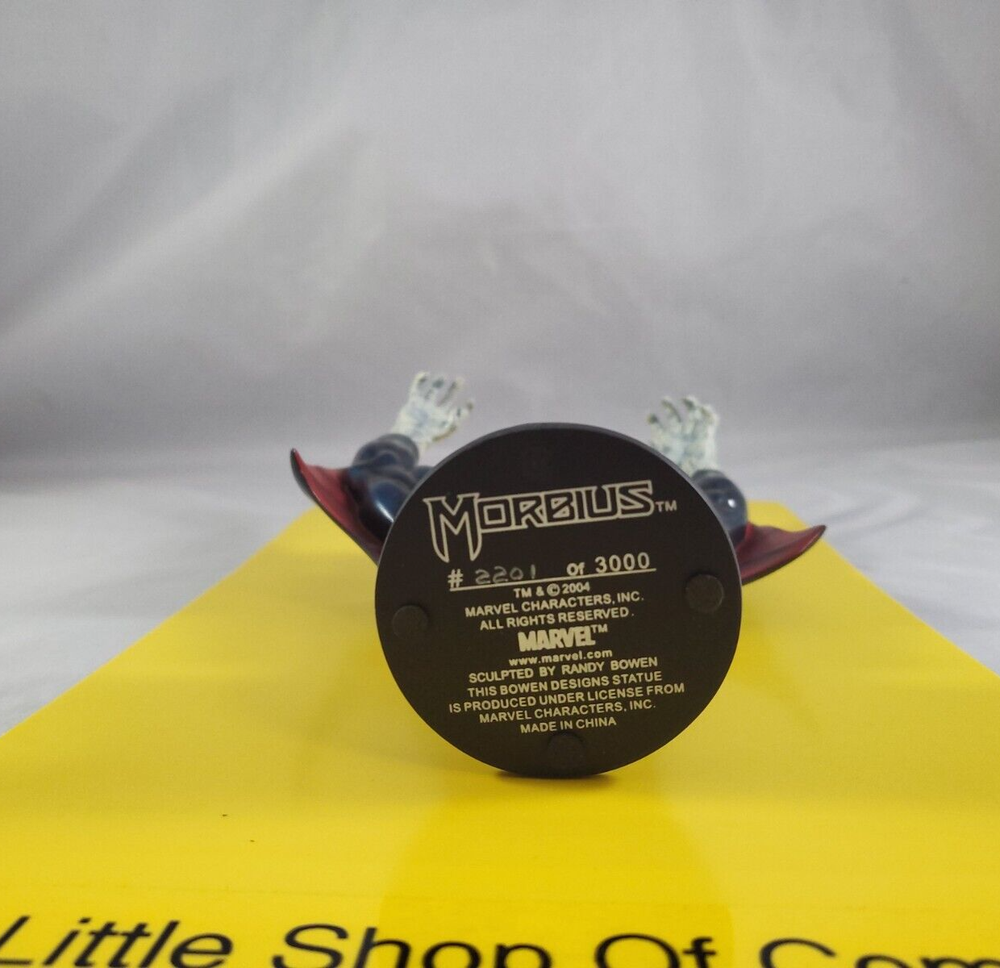 MORBIUS™
# 2201 of 3000
TM & © 2004
MARVEL CHARACTERS, INC.
ALL RIGHTS RESERVED.
MARVEL™
www.marvel.com
SCULPTED BY RANDY BOWEN
THIS BOWEN DESIGNS STATUE
IS PRODUCED UNDER LICENSE FROM
MARVEL CHARACTERS, INC.
MADE IN CHINA
Little Shop Of Com